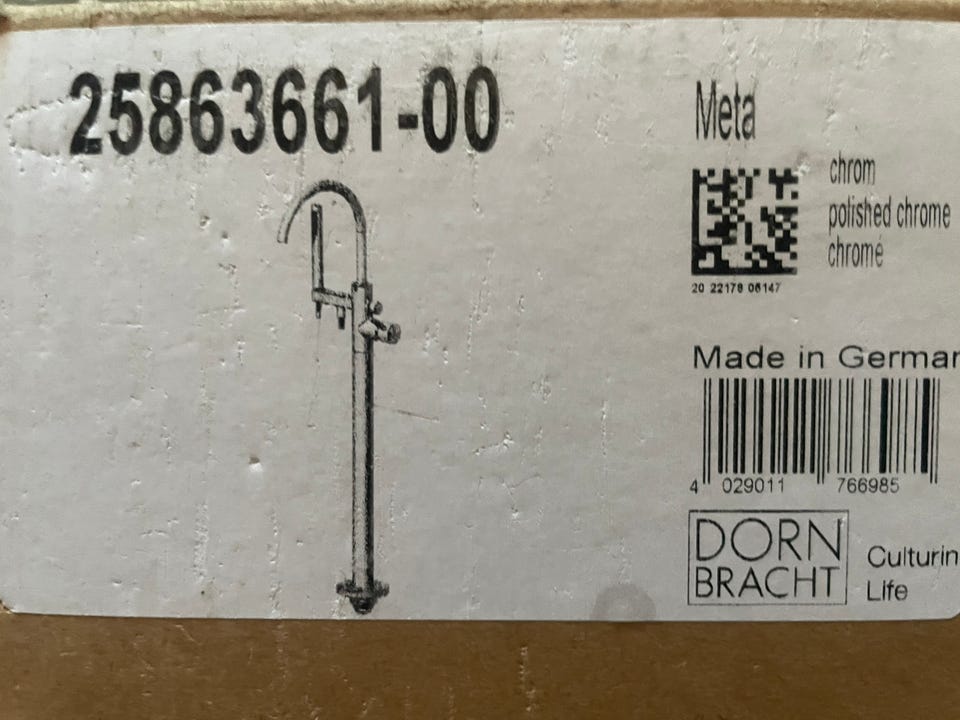 25863661-00
Meta
chrom
polished chrome
chromé
20 22178 06147
Made in German
4 029011 766985
DORN
BRACHT
Culturin
Life